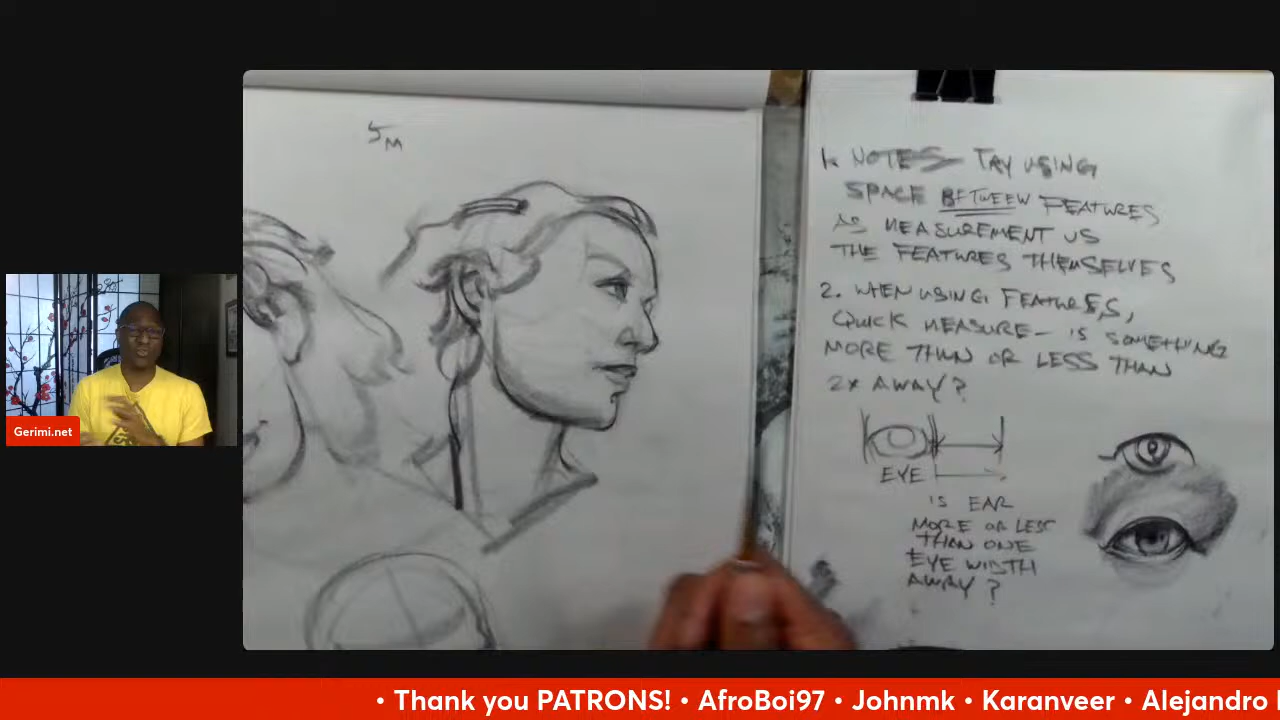 5M
1. NOTES- TRY USING
SPACE BETWEEN FEATURES
AS MEASUREMENT VS
THE FEATURES THEMSELVES
2. WHEN USING FEATURES,
QUICK MEASURE- IS SOMETHING
MORE THAN OR LESS THAN
2x AWAY?
EYE
IS EAR
MORE OR LESS
THAN ONE
EYE WIDTH
AWAY?
Gerimi.net
• Thank you PATRONS! • AfroBoi97 • Johnmk • Karanveer • Alejandro